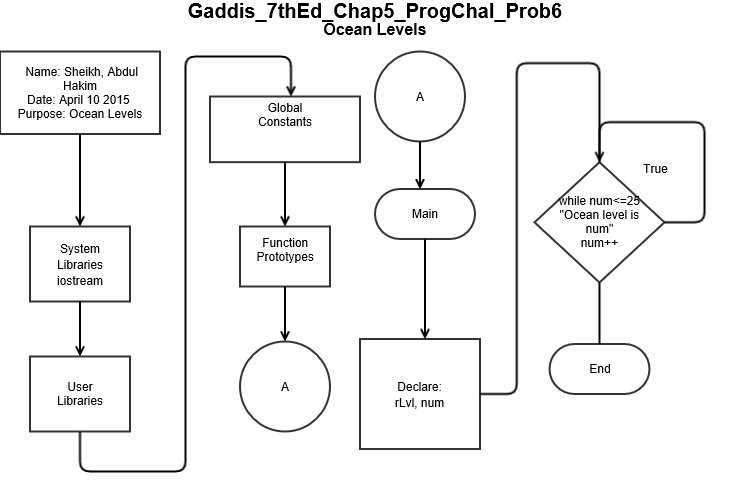 Gaddis_7thEd_Chap5_ProgChal_Prob6
Ocean Levels
Name: Sheikh, Abdul
Hakim
Date: April 10 2015
Purpose: Ocean Levels
System
Libraries
iostream
User
Libraries
Global
Constants
Function
Prototypes
A
A
Main
Declare:
rLvl, num
True
while num<=25
"Ocean level is
num"
num++
End